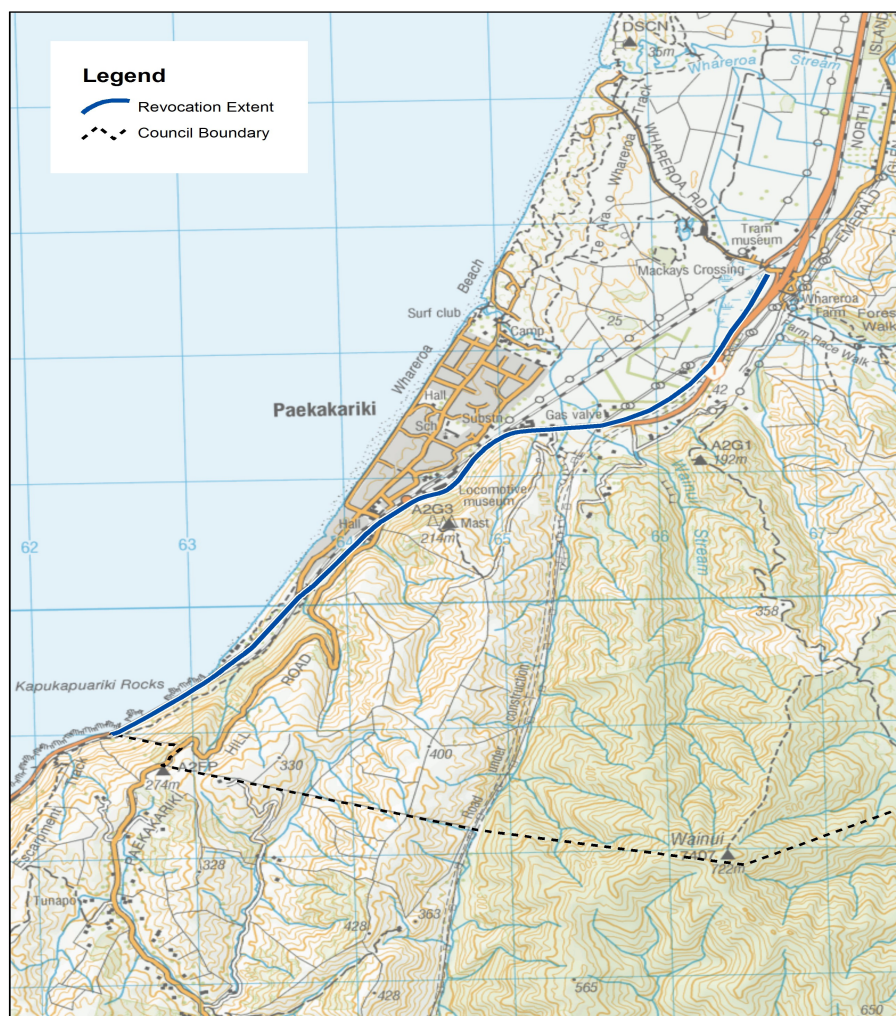 DSCN
35m
Whareroa Stream
ISLAND
Legend
Revocation Extent
Council Boundary
NORTH
WHAREROA RD
Te Ara o Whareroa Track
EMERALD
GLEN
Tram
museum
Mackays Crossing
Whareroa Beach
Surf club
Camp
25
Whareroa
Farm
Forest
Walk
Farm Race Walk
Paekakariki
Hall
Sch
Substn
Gas valve
42
A2G1
192m
Locomotive
museum
A2G3
Mast
214m
Hall
62
63
64
65
66
67
Wainui Stream
358
Kapukapuariki Rocks
PAEKAKARIKI HILL ROAD
Road under construction
400
330
A2FP
274m
Escarpment Track
Wainui
722m
328
Tunapo
363
428
428
565
650